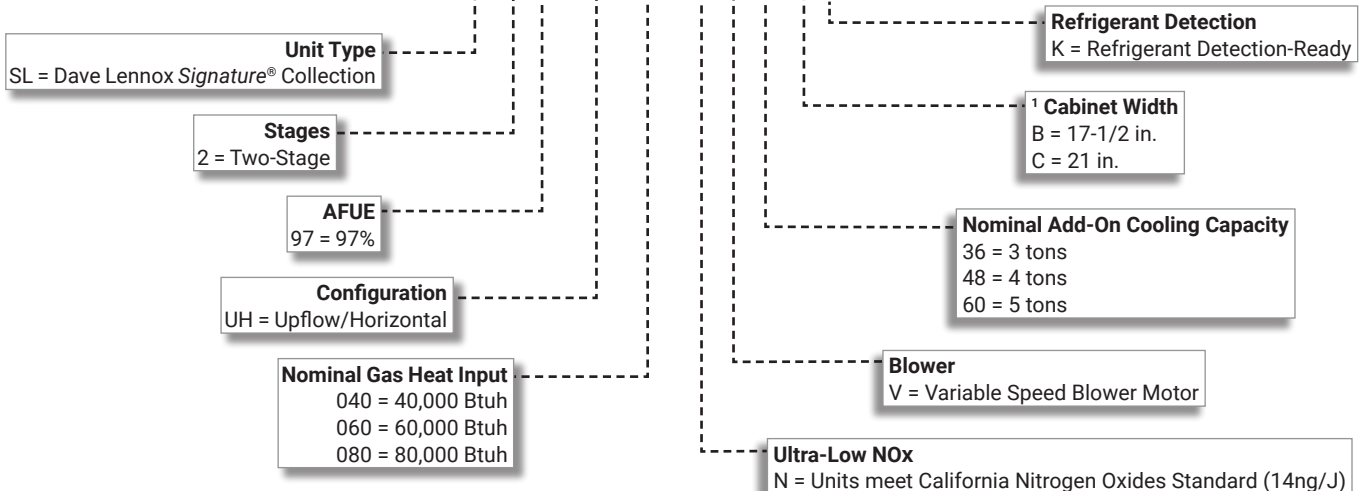 Unit Type
SL = Dave Lennox Signature® Collection
Stages
2 = Two-Stage
AFUE
97 = 97%
Configuration
UH = Upflow/Horizontal
Nominal Gas Heat Input
040 = 40,000 Btuh
060 = 60,000 Btuh
080 = 80,000 Btuh
Refrigerant Detection
K = Refrigerant Detection-Ready
¹ Cabinet Width
B = 17-1/2 in.
C = 21 in.
Nominal Add-On Cooling Capacity
36 = 3 tons
48 = 4 tons
60 = 5 tons
Blower
V = Variable Speed Blower Motor
Ultra-Low NOx
N = Units meet California Nitrogen Oxides Standard (14ng/J)